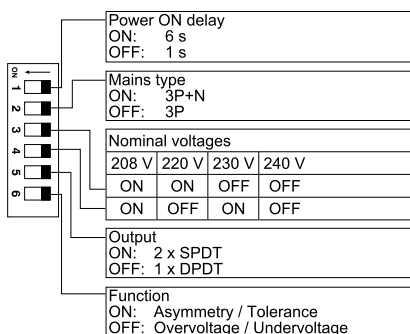 Power ON delay
ON: 6 s
OFF: 1 s
ON
1
2
3
4
5
6
Mains type
ON: 3P+N
OFF: 3P
Nominal voltages
208 V 220 V 230 V 240 V
ON ON OFF OFF
ON OFF ON OFF
Output
ON: 2 x SPDT
OFF: 1 x DPDT
Function
ON: Asymmetry / Tolerance
OFF: Overvoltage / Undervoltage